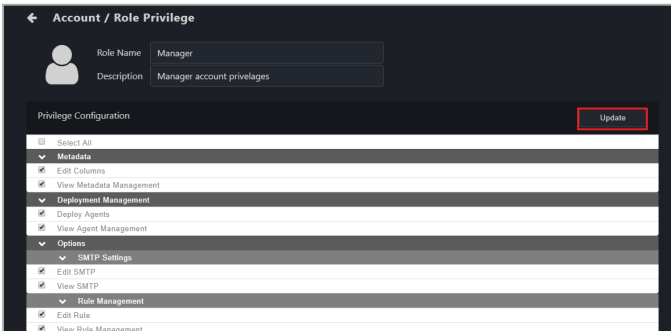 Account / Role Privilege
Role Name Manager
Description Manager account privelages
Privilege Configuration Update
Select All
Metadata
Edit Columns
View Metadata Management
Deployment Management
Deploy Agents
View Agent Management
Options
SMTP Settings
Edit SMTP
View SMTP
Rule Management
Edit Rule
View Rule Management